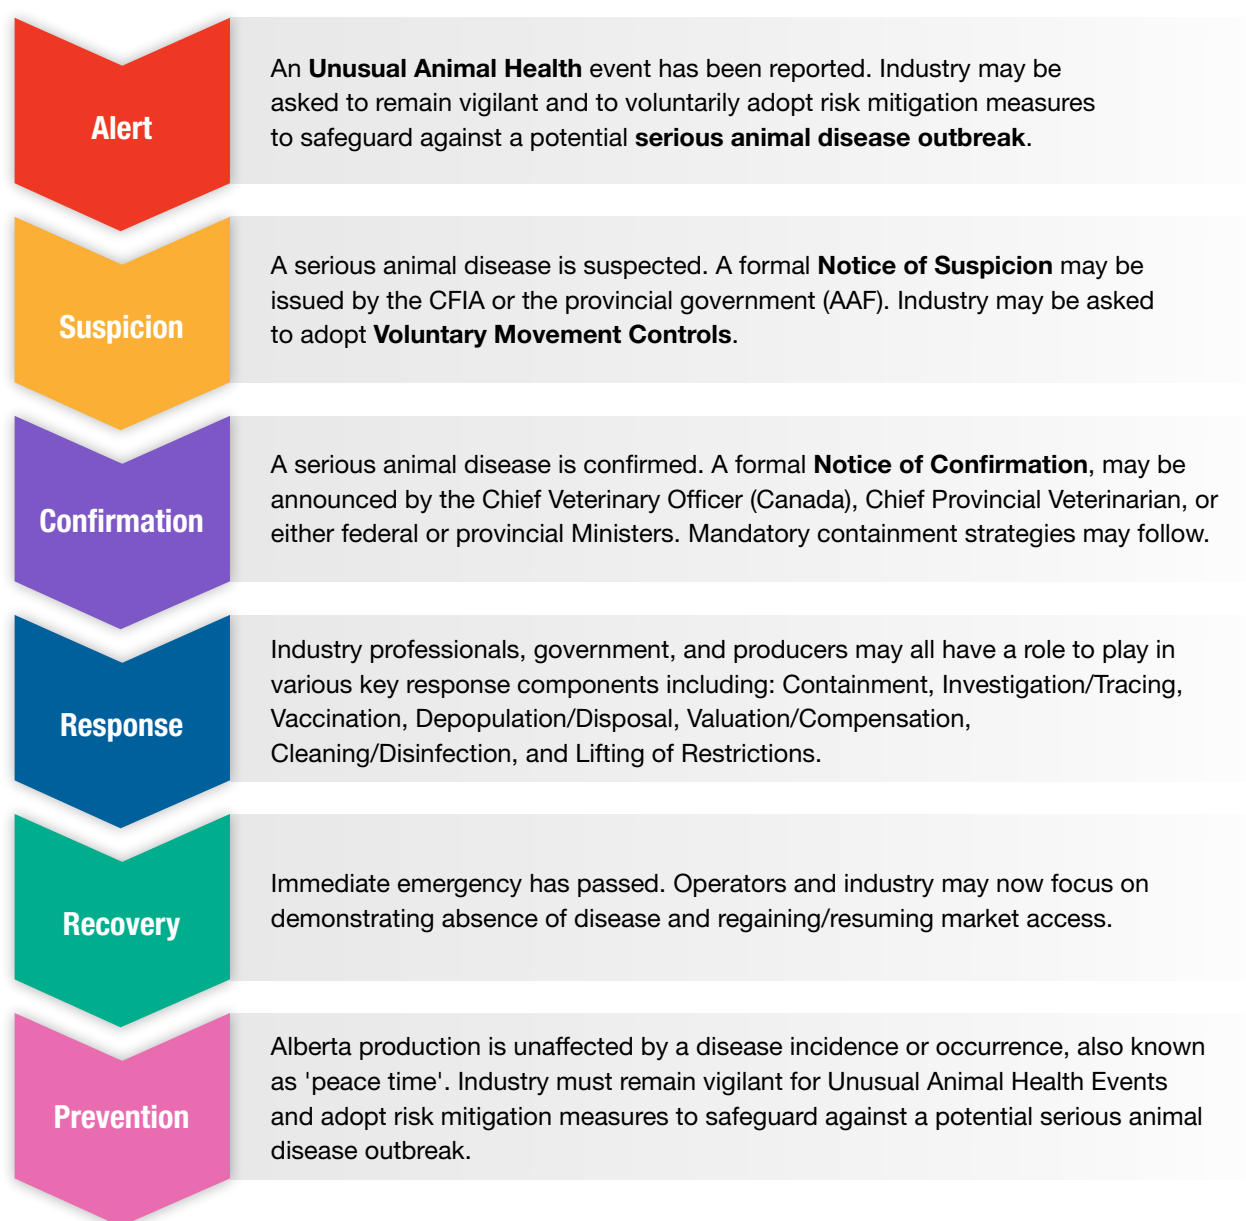 Alert
An Unusual Animal Health event has been reported. Industry may be
asked to remain vigilant and to voluntarily adopt risk mitigation measures
to safeguard against a potential serious animal disease outbreak.
Suspicion
A serious animal disease is suspected. A formal Notice of Suspicion may be
issued by the CFIA or the provincial government (AAF). Industry may be asked
to adopt Voluntary Movement Controls.
Confirmation
A serious animal disease is confirmed. A formal Notice of Confirmation, may be
announced by the Chief Veterinary Officer (Canada), Chief Provincial Veterinarian, or
either federal or provincial Ministers. Mandatory containment strategies may follow.
Response
Industry professionals, government, and producers may all have a role to play in
various key response components including: Containment, Investigation/Tracing,
Vaccination, Depopulation/Disposal, Valuation/Compensation,
Cleaning/Disinfection, and Lifting of Restrictions.
Recovery
Immediate emergency has passed. Operators and industry may now focus on
demonstrating absence of disease and regaining/resuming market access.
Prevention
Alberta production is unaffected by a disease incidence or occurrence, also known
as 'peace time'. Industry must remain vigilant for Unusual Animal Health Events
and adopt risk mitigation measures to safeguard against a potential serious animal
disease outbreak.